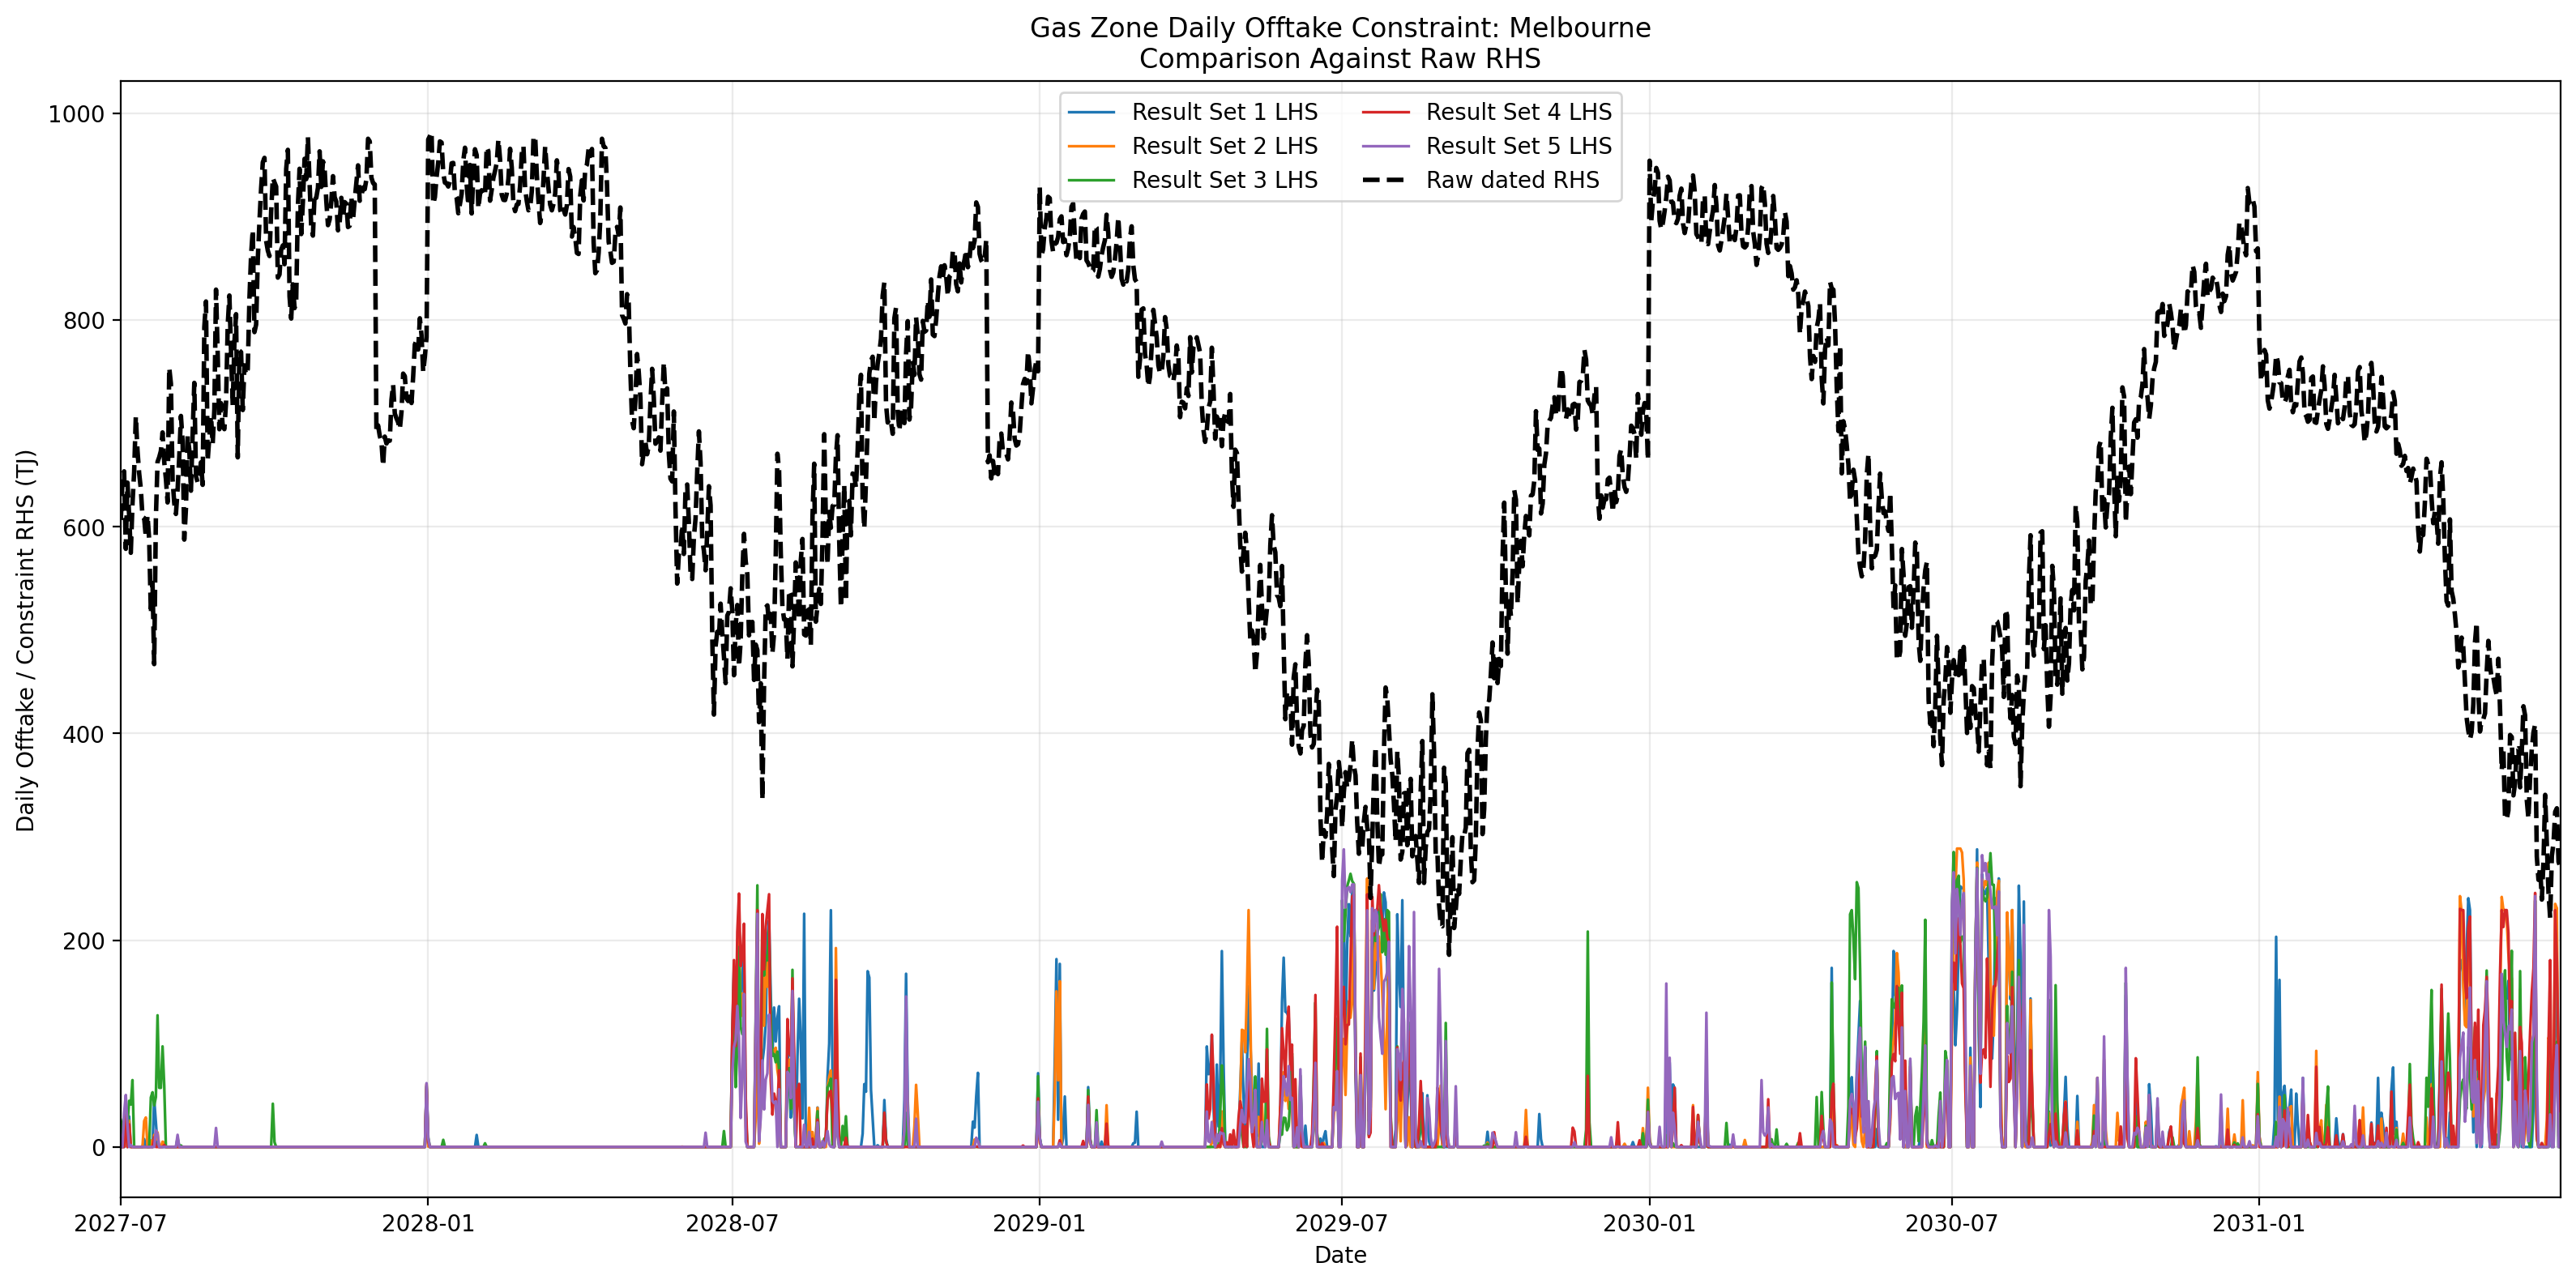 Gas Zone Daily Offtake Constraint: Melbourne
Comparison Against Raw RHS
Result Set 1 LHS
Result Set 2 LHS
Result Set 3 LHS
Result Set 4 LHS
Result Set 5 LHS
Raw dated RHS
Daily Offtake / Constraint RHS (TJ)
1000
800
600
400
200
0
2027-07
2028-01
2028-07
2029-01
2029-07
2030-01
2030-07
2031-01
Date